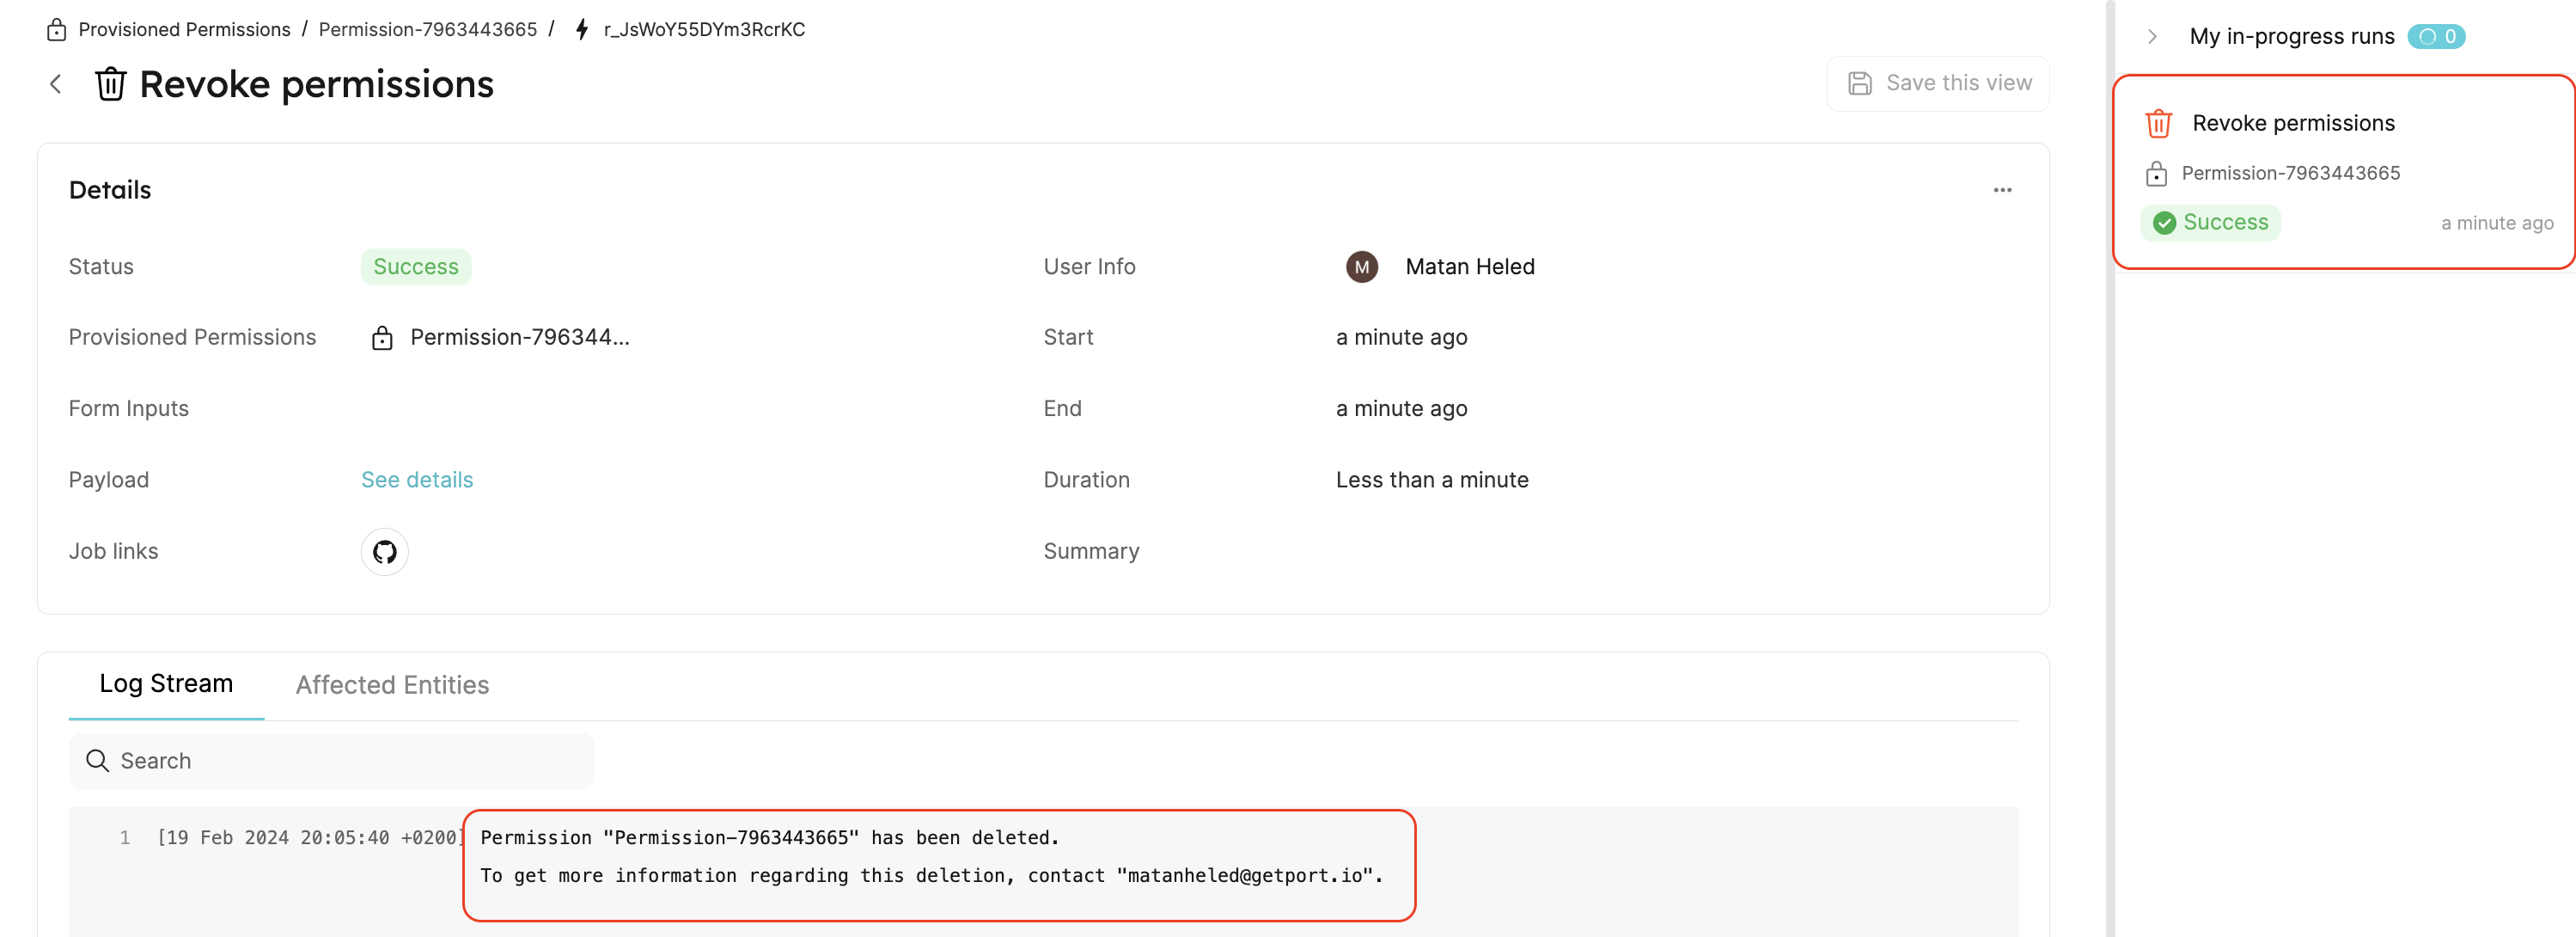 Provisioned Permissions / Permission-7963443665 / r_JsWoY55DYm3RcrKC
Revoke permissions
Save this view
Details
Status Success
User Info M Matan Heled
Provisioned Permissions Permission-796344...
Start a minute ago
Form Inputs
End a minute ago
Payload See details
Duration Less than a minute
Job links
Summary
Log Stream Affected Entities
Search
1 [19 Feb 2024 20:05:40 +0200] Permission "Permission-7963443665" has been deleted.
To get more information regarding this deletion, contact "matanheled@getport.io".
My in-progress runs 0
Revoke permissions
Permission-7963443665
Success a minute ago